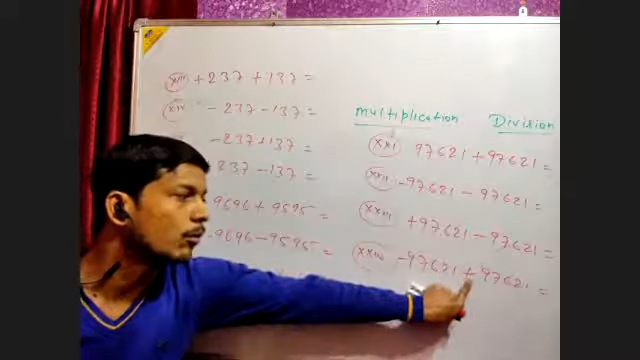 XIII + 237 + 137 =
XIV - 237 - 137 =
- 237 + 137 =
237 - 137 =
9696 + 9595 =
-9696 - 9595 =
multiplication Division
XXI 97621 + 97621 =
XXII -97621 - 97621 =
XXIII +97621 - 97621 =
XXIV -97621 + 97621 =